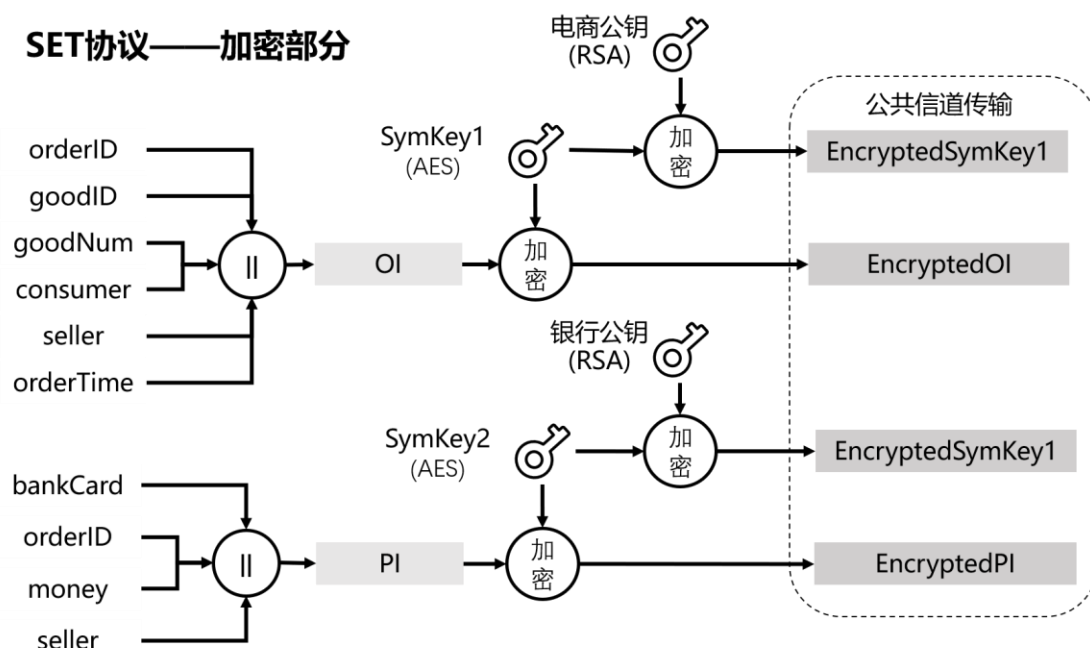 SET协议——加密部分
电商公钥
(RSA)
公共信道传输
SymKey1
(AES)
加
密
EncryptedSymKey1
orderID
goodID
goodNum
consumer
seller
orderTime
||
OI
加
密
EncryptedOI
银行公钥
(RSA)
SymKey2
(AES)
加
密
EncryptedSymKey1
bankCard
orderID
money
seller
||
PI
加
密
EncryptedPI